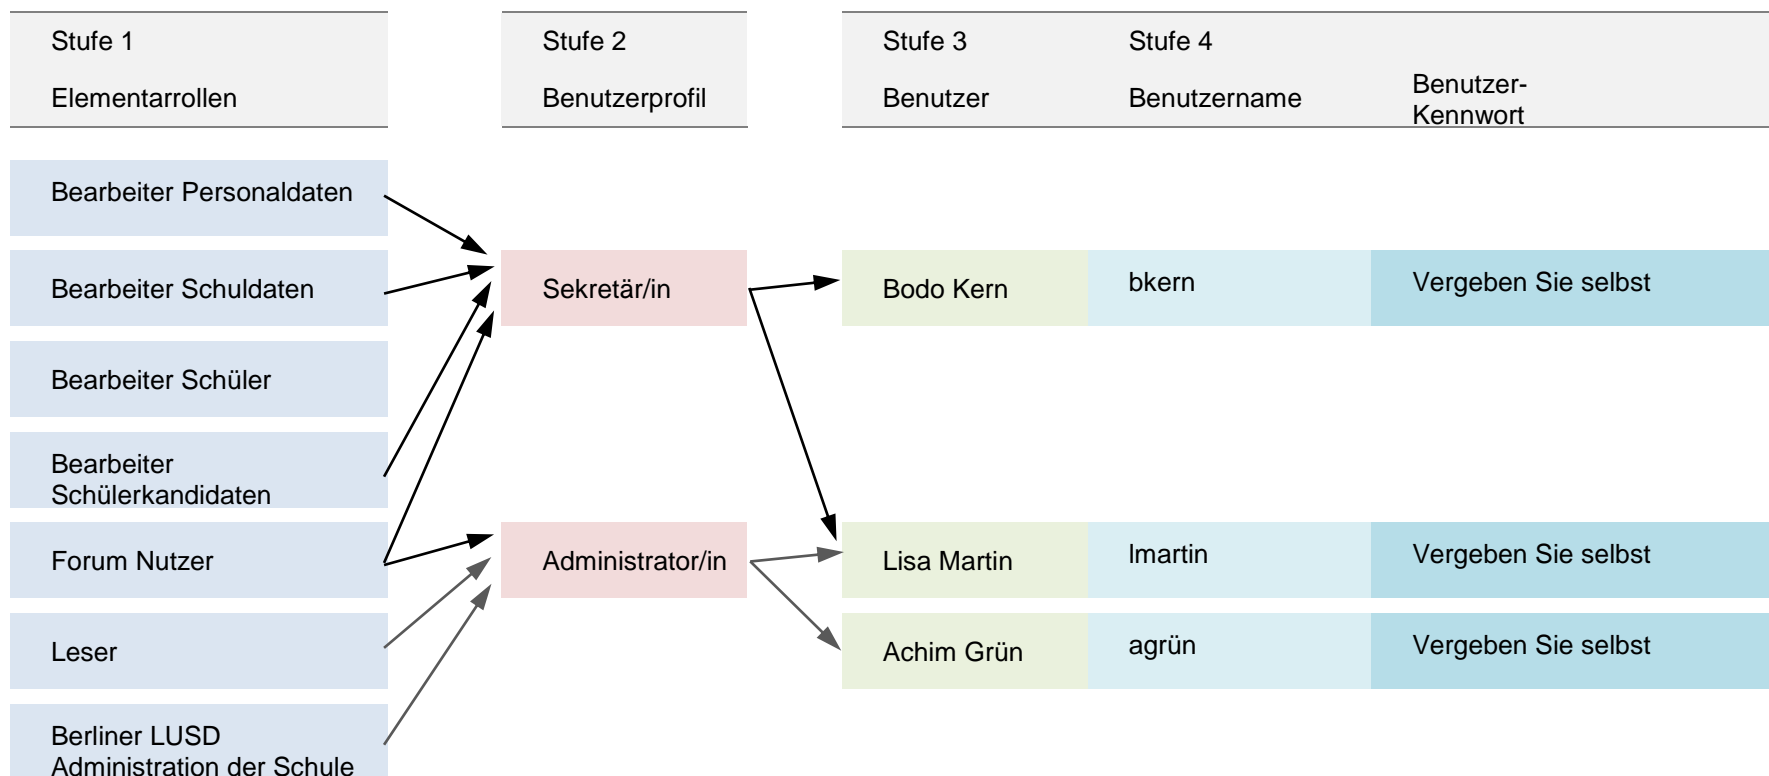 Stufe 1
Stufe 2
Stufe 3
Stufe 4
Elementarrollen
Benutzerprofil
Benutzer
Benutzername
Benutzer-
Kennwort
Bearbeiter Personaldaten
Bearbeiter Schuldaten
Sekretär/in
Bodo Kern
bkern
Vergeben Sie selbst
Bearbeiter Schüler
Bearbeiter
Schülerkandidaten
Forum Nutzer
Administrator/in
Lisa Martin
lmartin
Vergeben Sie selbst
Leser
Achim Grün
agrün
Vergeben Sie selbst
Berliner LUSD
Administration der Schule